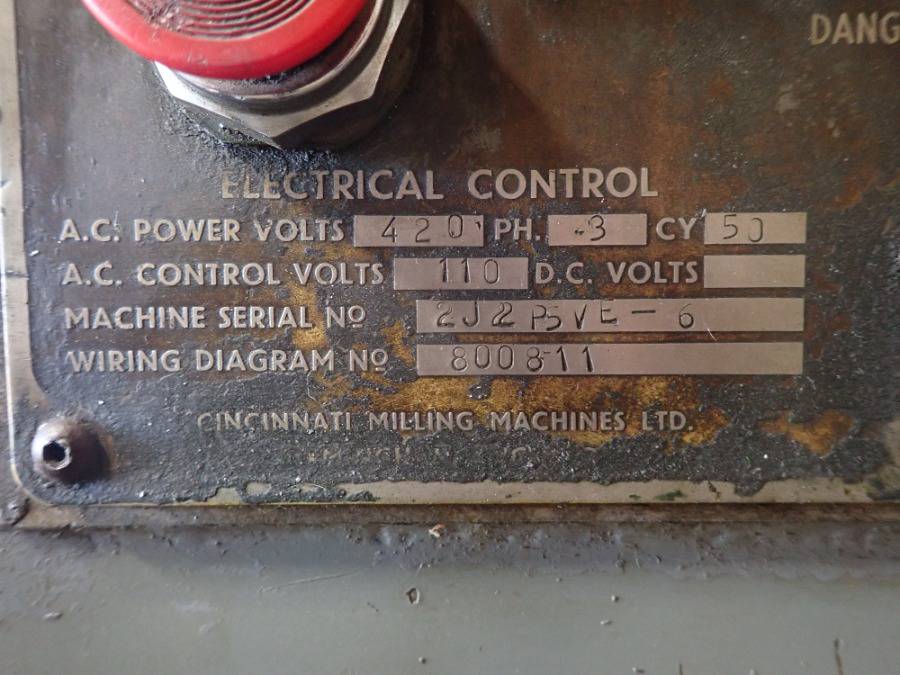 DANG
ELECTRICAL CONTROL
A.C. POWER VOLTS 420 PH. 3 CY 50
A.C. CONTROL VOLTS 110 D.C. VOLTS
MACHINE SERIAL Nº 2J2P5VE-6
WIRING DIAGRAM Nº 800811
CINCINNATI MILLING MACHINES LTD.